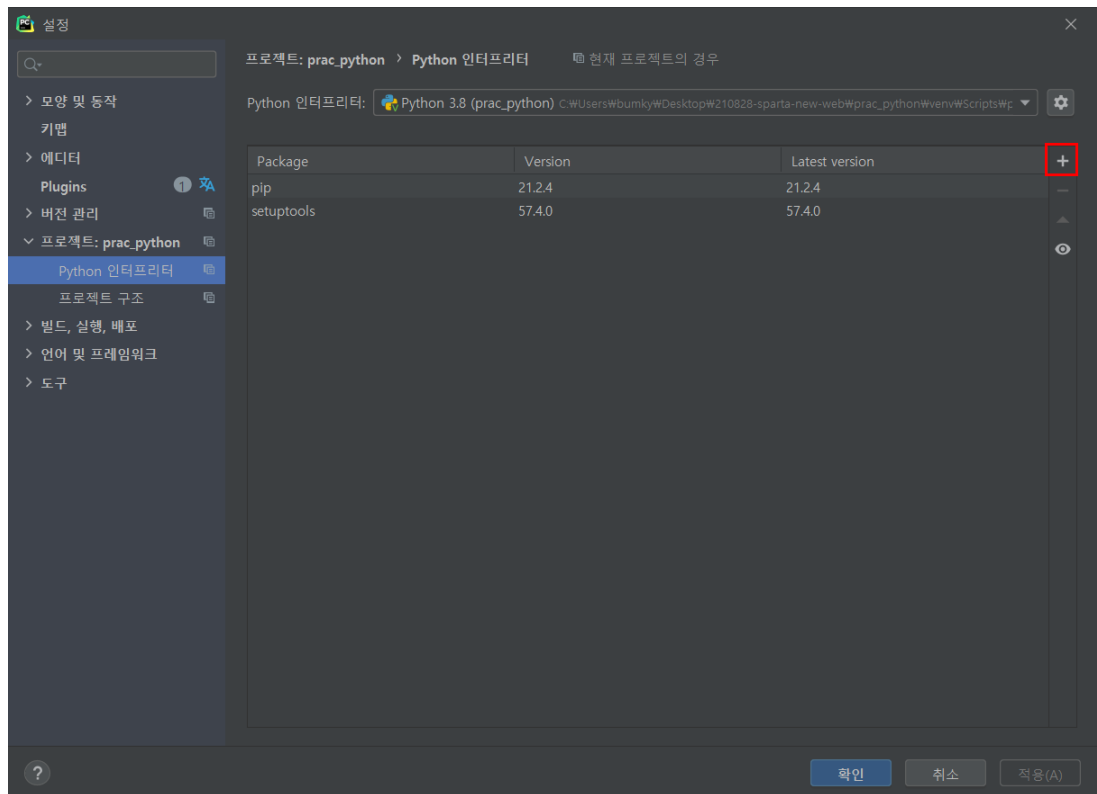 설정
프로젝트: prac_python > Python 인터프리터 현재 프로젝트의 경우
모양 및 동작
키맵
에디터
Plugins 1
버전 관리
프로젝트: prac_python
Python 인터프리터
프로젝트 구조
빌드, 실행, 배포
언어 및 프레임워크
도구
Python 인터프리터: Python 3.8 (prac_python) C:₩Users₩bumky₩Desktop₩210828-sparta-new-web₩prac_python₩venv₩Scripts₩p
Package Version Latest version
pip 21.2.4 21.2.4
setuptools 57.4.0 57.4.0
? 확인 취소 적용(A)